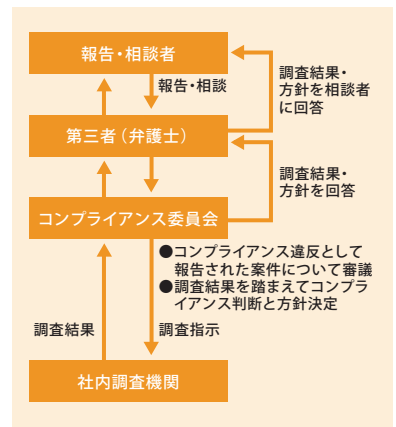 報告・相談者
報告・相談
調査結果・
方針を相談者
に回答
第三者（弁護士）
調査結果・
方針を回答
コンプライアンス委員会
●コンプライアンス違反として
報告された案件について審議
●調査結果を踏まえてコンプラ
イアンス判断と方針決定
調査結果
調査指示
社内調査機関